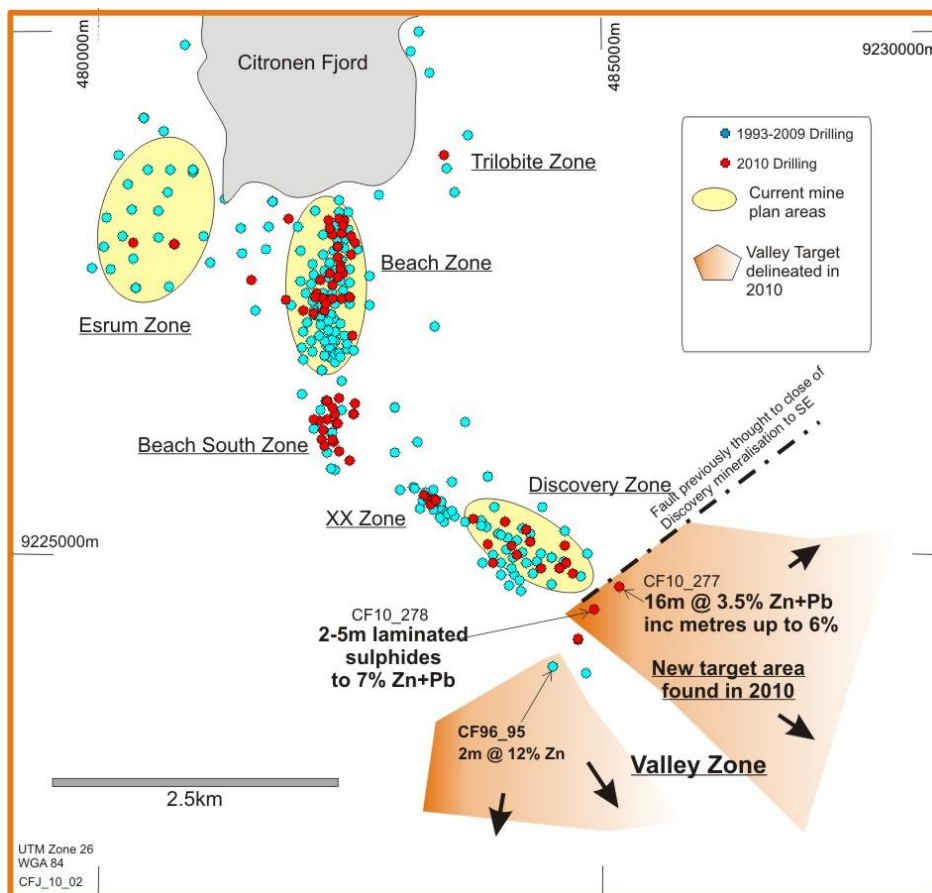 480000m
485000m
9230000m
Citronen Fjord
1993-2009 Drilling
2010 Drilling
Current mine
plan areas
Valley Target
delineated in
2010
Trilobite Zone
Beach Zone
Esrum Zone
Beach South Zone
Discovery Zone
XX Zone
Fault previously thought to close of
Discovery mineralisation to SE
9225000m
CF10_277
16m @ 3.5% Zn+Pb
inc metres up to 6%
CF10_278
2-5m laminated
sulphides
to 7% Zn+Pb
New target area
found in 2010
CF96_95
2m @ 12% Zn
Valley Zone
2.5km
UTM Zone 26
WGA 84
CFJ_10_02